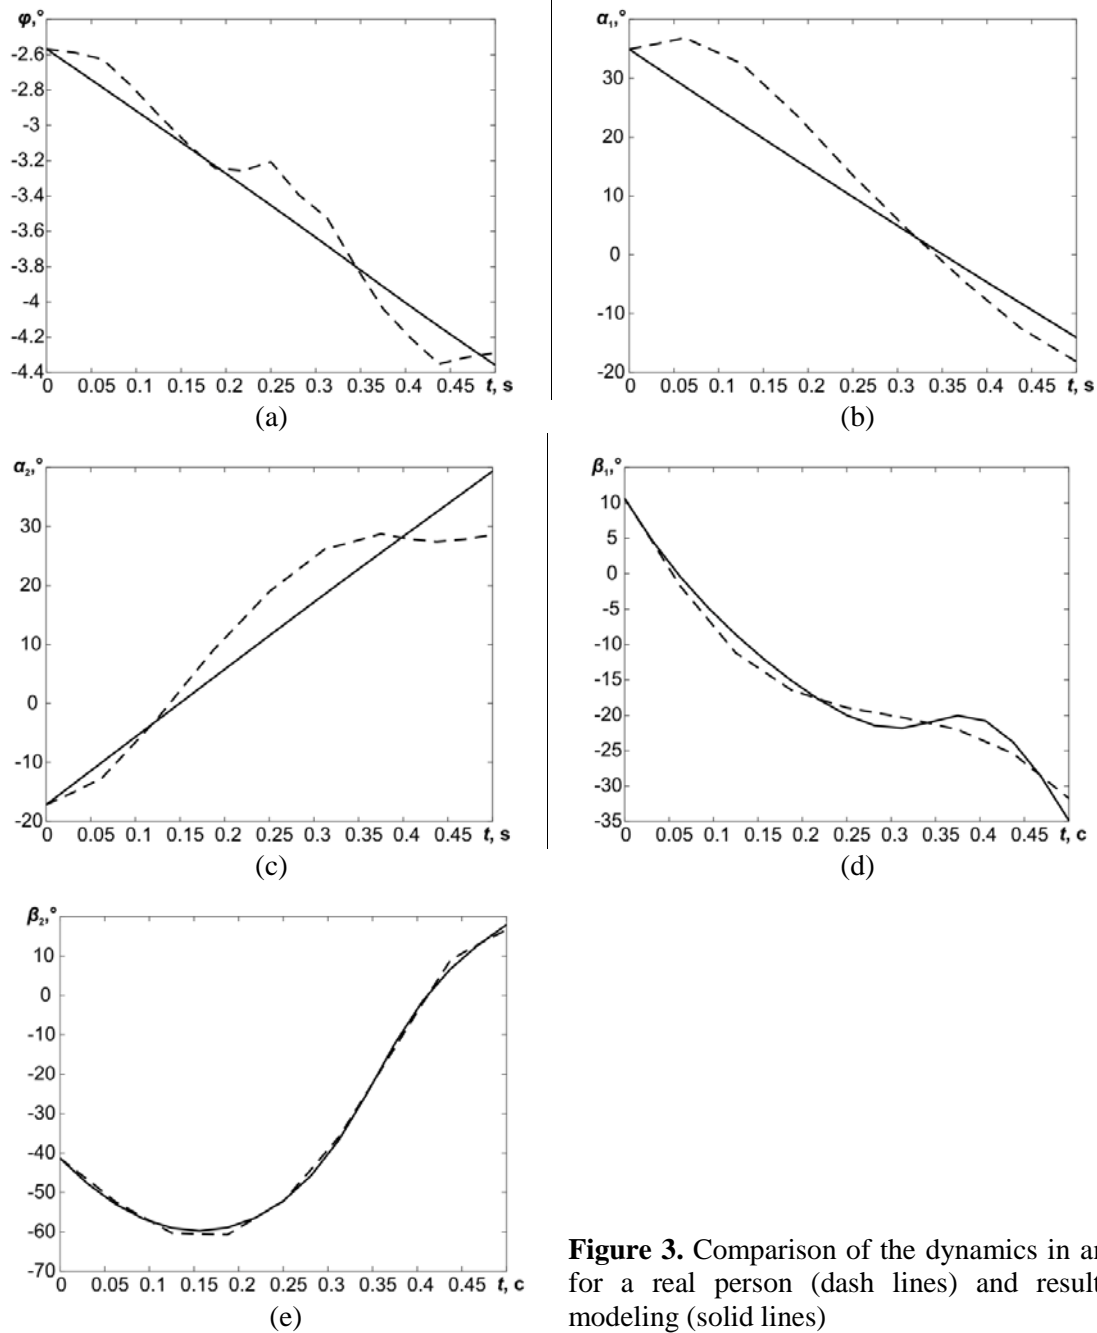 φ,°
-2.6
-2.8
-3
-3.2
-3.4
-3.6
-3.8
-4
-4.2
-4.4
0 0.05 0.1 0.15 0.2 0.25 0.3 0.35 0.4 0.45 t, s
(a)
α₁,°
30
20
10
0
-10
-20
0 0.05 0.1 0.15 0.2 0.25 0.3 0.35 0.4 0.45 t, s
(b)
α₂,°
30
20
10
0
-10
-20
0 0.05 0.1 0.15 0.2 0.25 0.3 0.35 0.4 0.45 t, s
(c)
β₁,°
10
5
0
-5
-10
-15
-20
-25
-30
-35
0 0.05 0.1 0.15 0.2 0.25 0.3 0.35 0.4 0.45 t, c
(d)
β₂,°
10
0
-10
-20
-30
-40
-50
-60
-70
0 0.05 0.1 0.15 0.2 0.25 0.3 0.35 0.4 0.45 t, c
(e)
Figure 3. Comparison of the dynamics in
for a real person (dash lines) and result
modeling (solid lines)